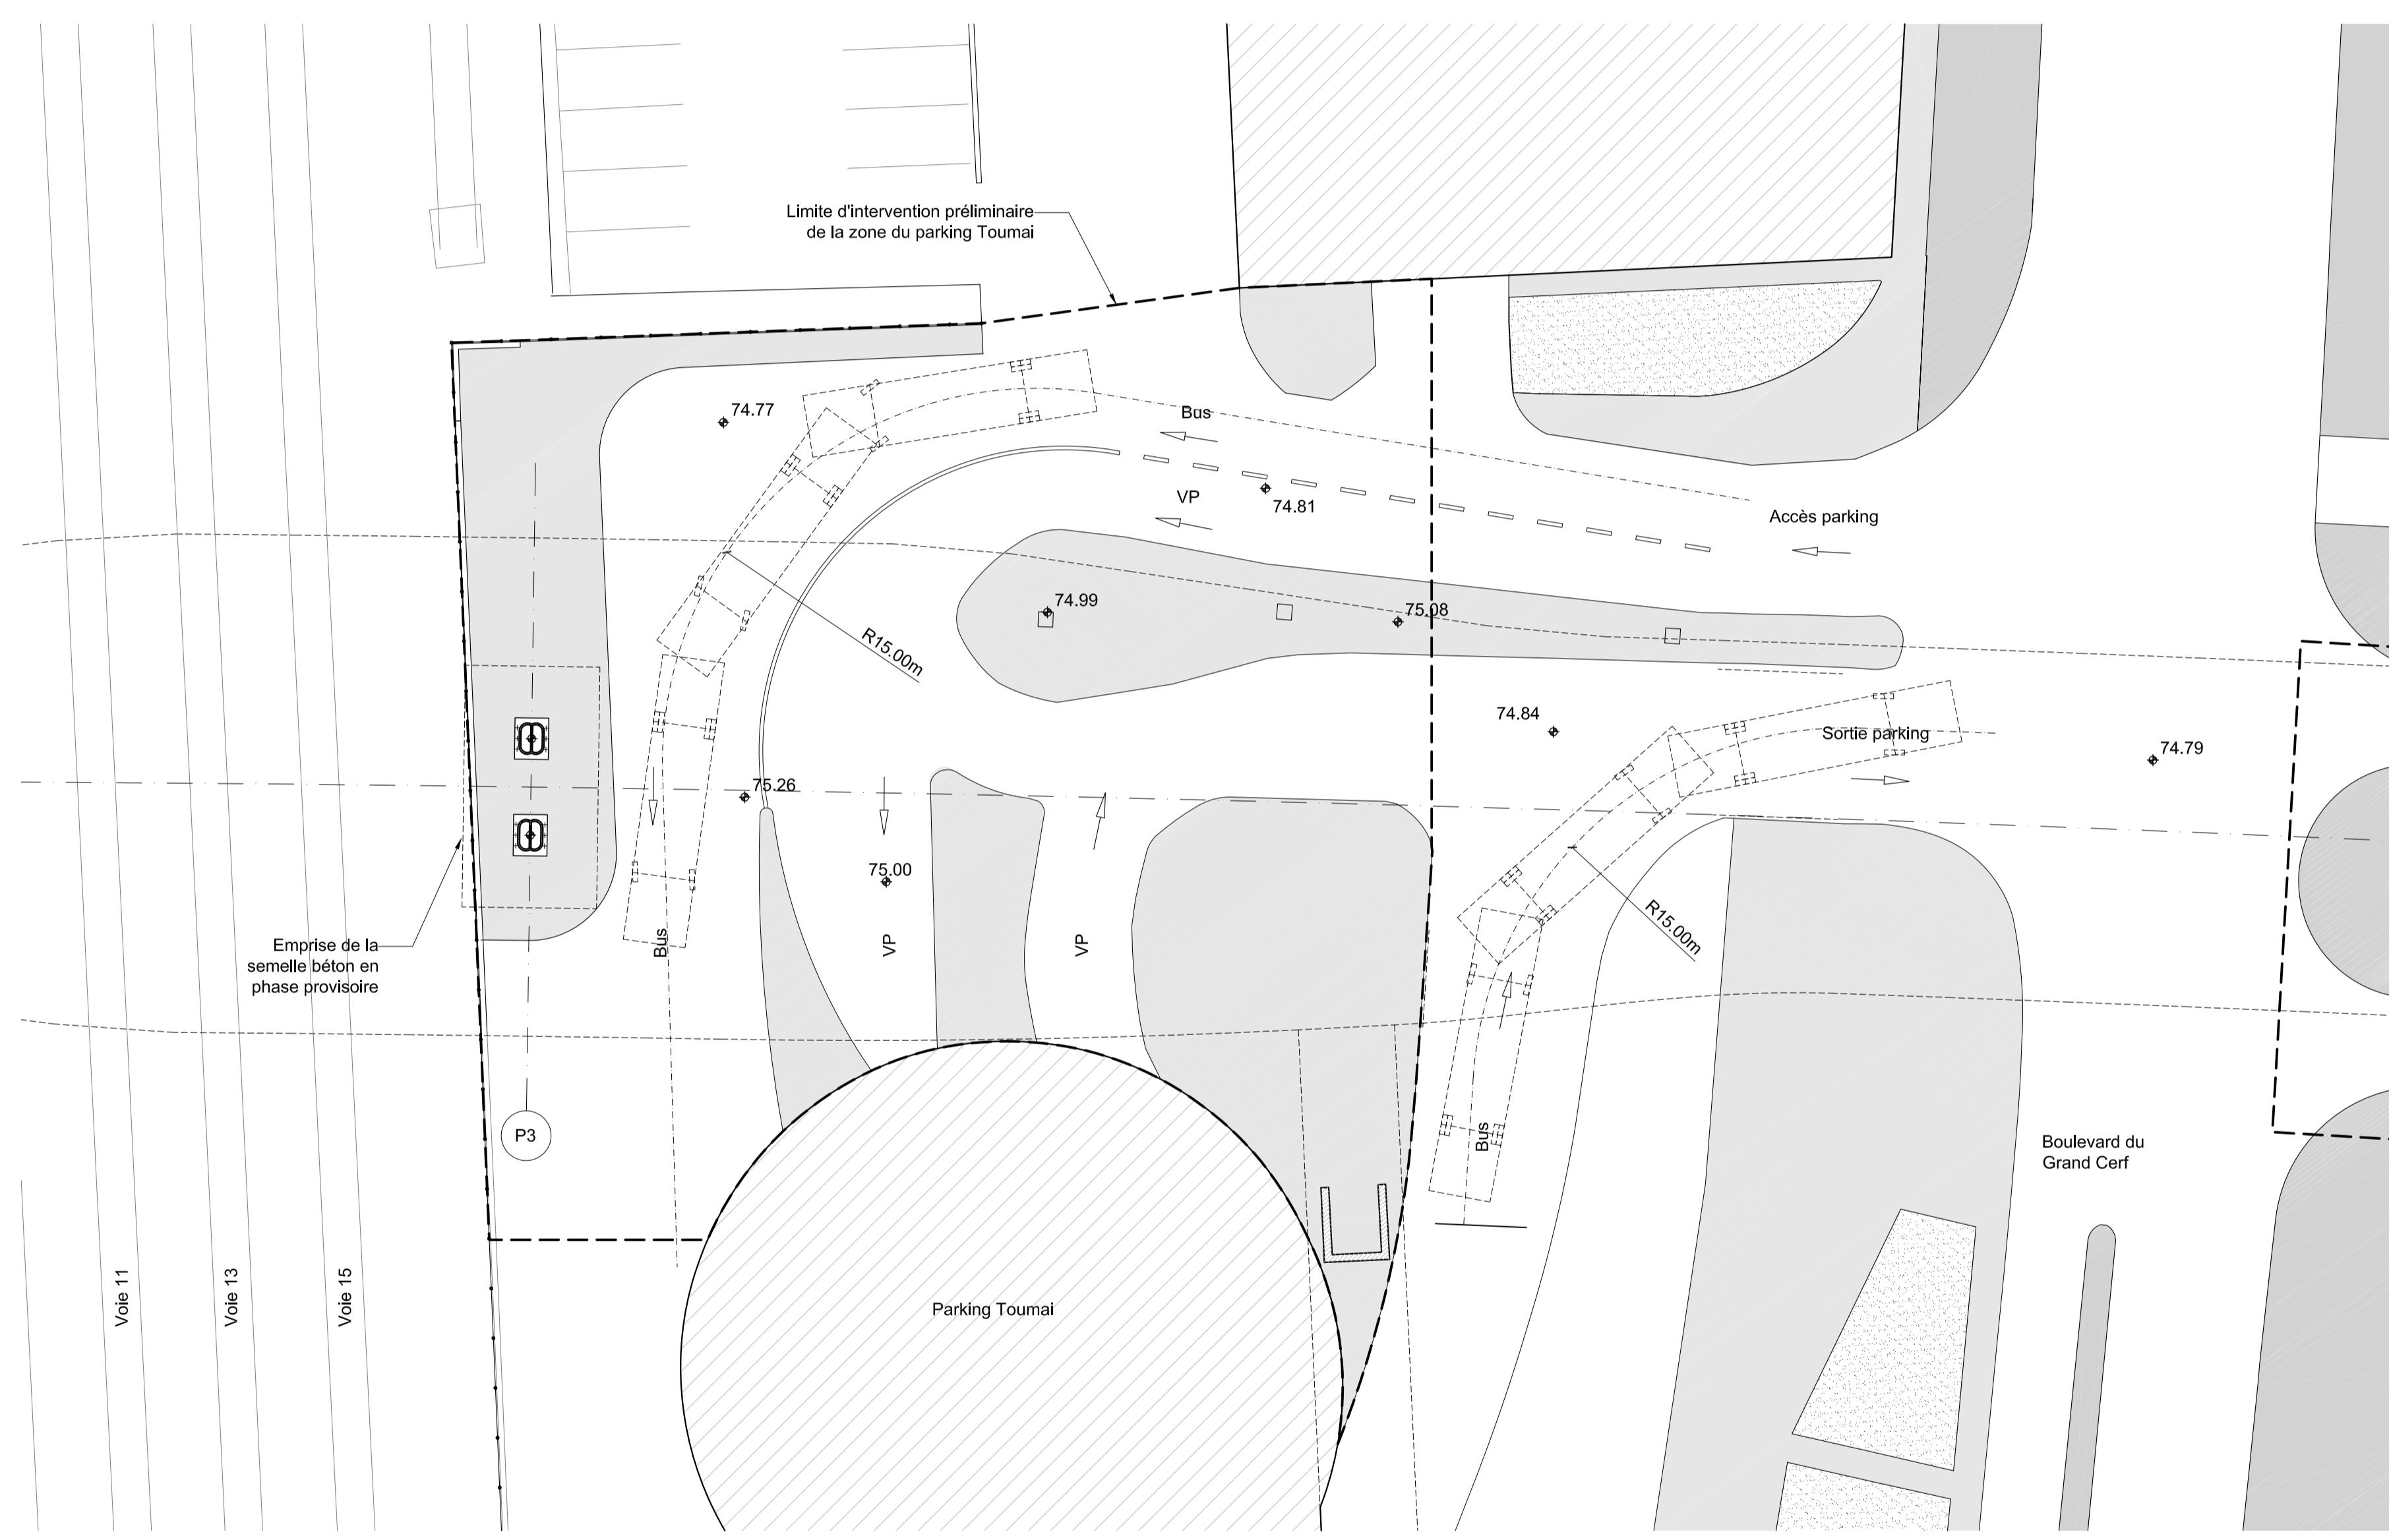 Limite d'intervention préliminaire
de la zone du parking Toumai
74.77
Bus
VP
74.81
Accès parking
74.99
75.08
R15.00m
74.84
Sortie parking
74.79
75.26
75.00
Emprise de la
semelle béton en
phase provisoire
Bus
VP
VP
R15.00m
P3
Bus
Boulevard du
Grand Cerf
Voie 11
Voie 13
Voie 15
Parking Toumai